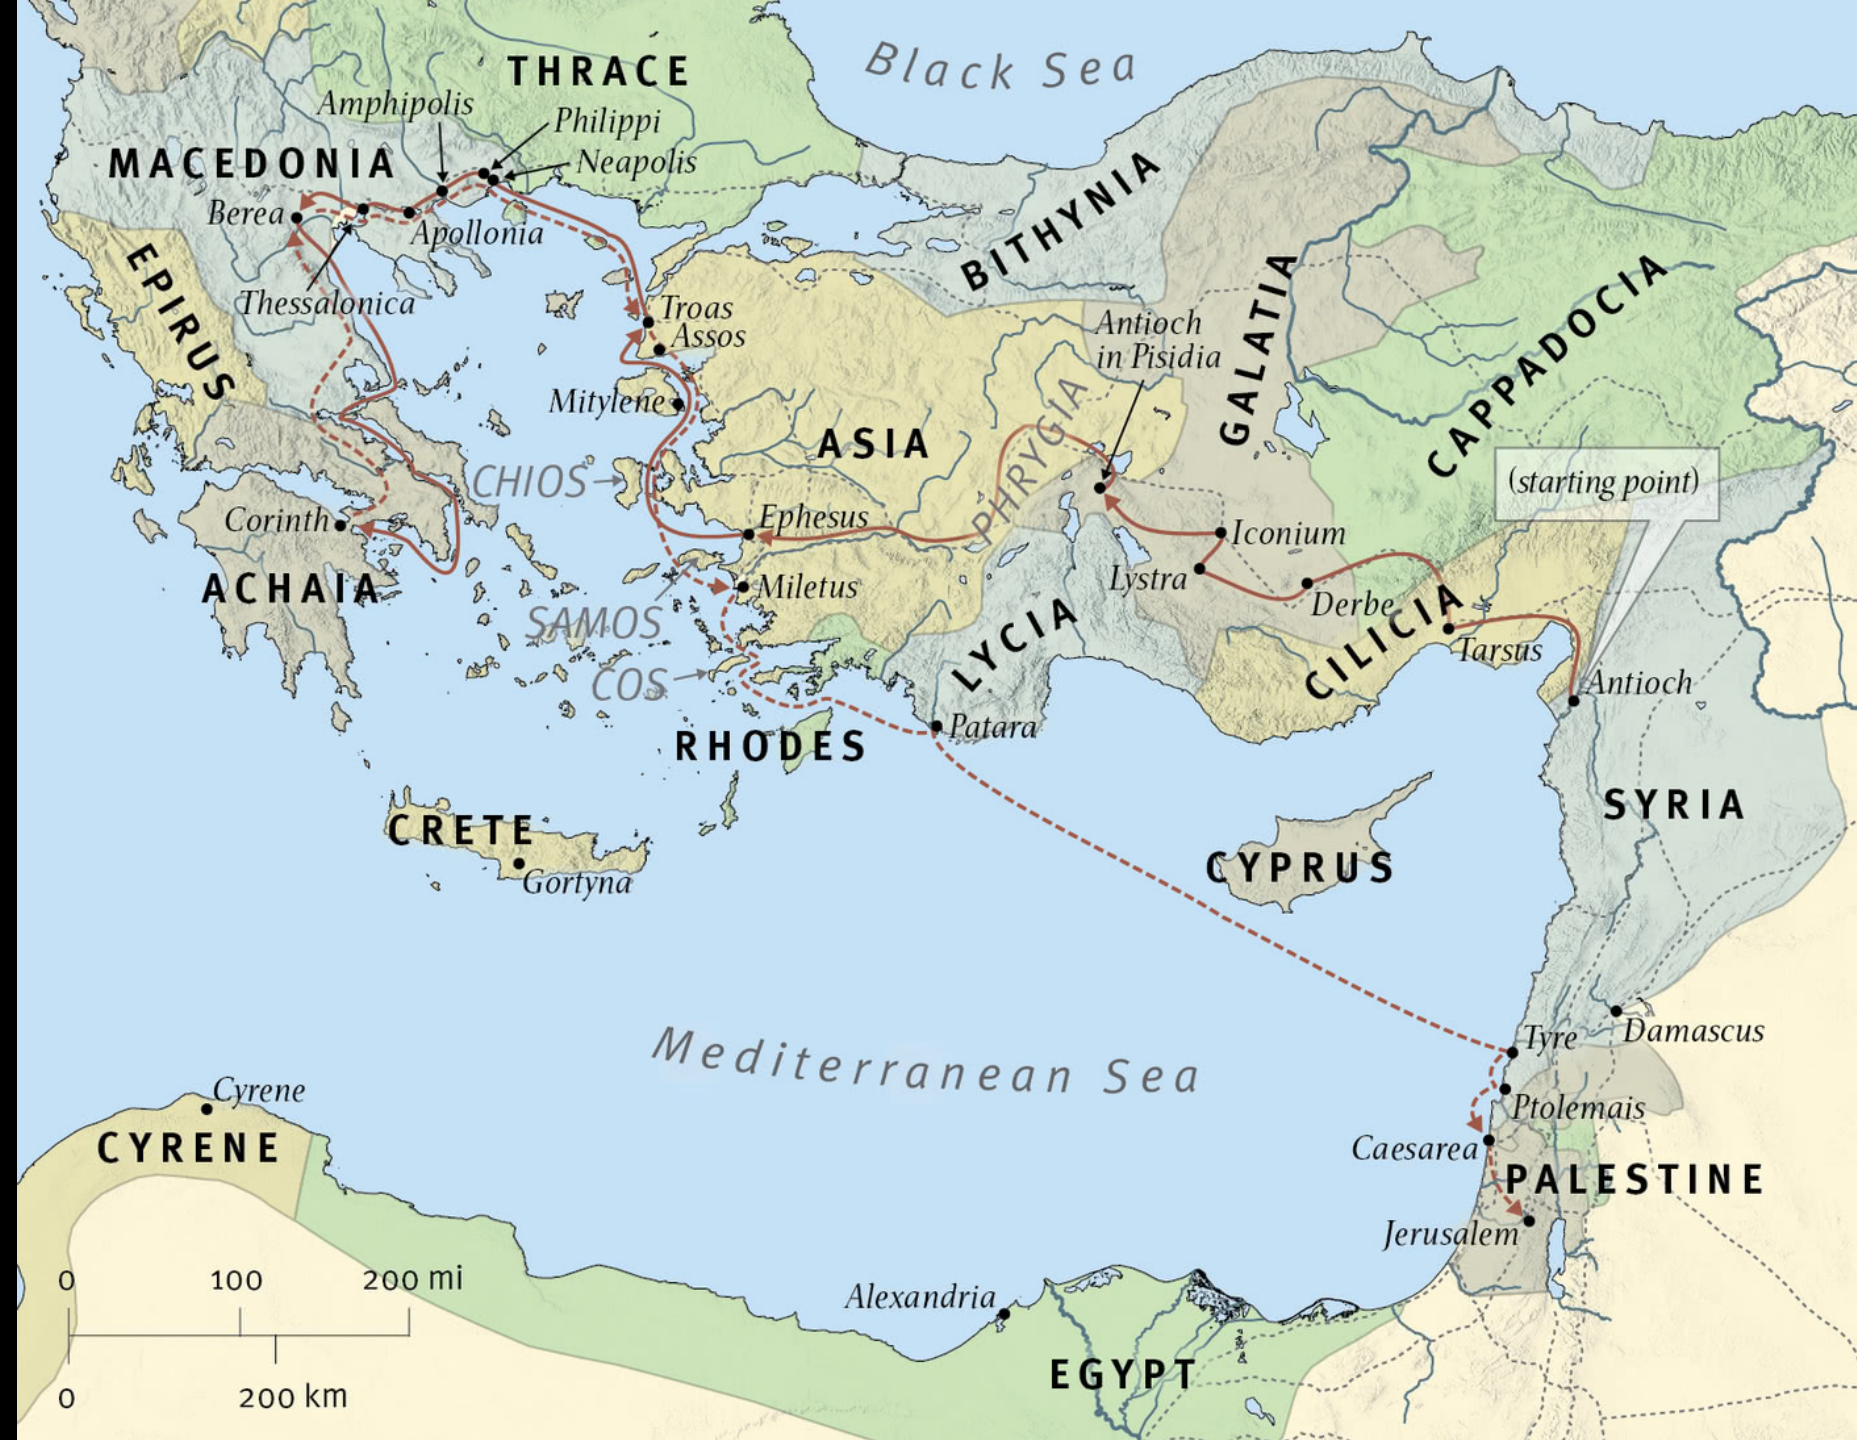 Black Sea
THRACE
Amphipolis
Philippi
Neapolis
MACEDONIA
Berea
Apollonia
Thessalonica
EPIRUS
BITHYNIA
GALATIA
CAPPADOCIA
Troas
Assos
Antioch
in Pisidia
Mitylene
PHRYGIA
ASIA
CHIOS
(starting point)
Corinth
Ephesus
Iconium
ACHAIA
Miletus
Lystra
Derbe
SAMOS
LYCIA
CILICIA
Tarsus
COS
Antioch
Patara
RHODES
SYRIA
CRETE
Gortyna
CYPRUS
Mediterranean Sea
Tyre
Damascus
Cyrene
Ptolemais
CYRENE
Caesarea
PALESTINE
Jerusalem
0 100 200 mi
Alexandria
EGYPT
0 200 km